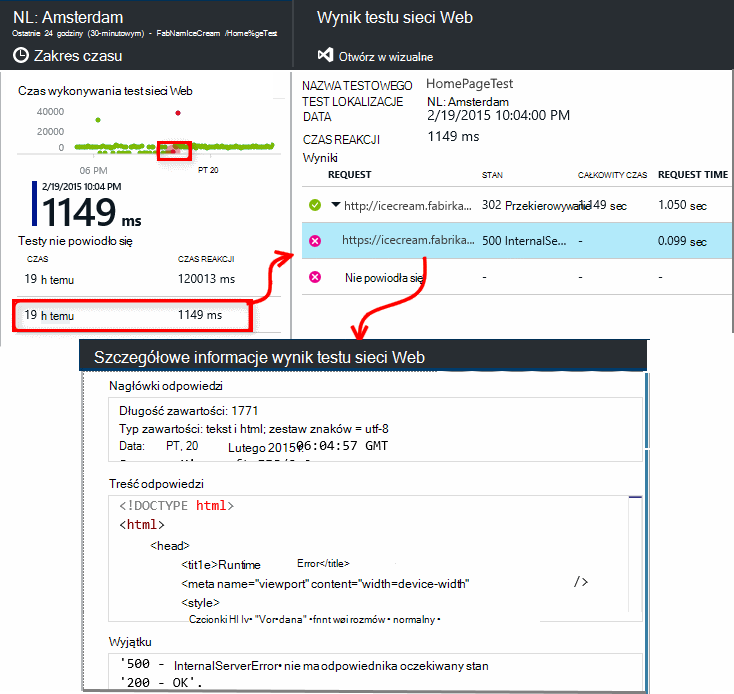 NL: Amsterdam
Ostatnie 24 godziny (30-minutowym) - FabNamIceCream /Home%geTest
Zakres czasu
Czas wykonywania test sieci Web
40000
20000
0
06 PM
PT 20
2/19/2015 10:04 PM
1149 ms
Testy nie powiodło się
CZAS CZAS REAKCJI
19 h temu 120013 ms
19 h temu 1149 ms
Wynik testu sieci Web
Otwórz w wizualne
NAZWA TESTOWEGO HomePageTest
TEST LOKALIZACJE NL: Amsterdam
DATA 2/19/2015 10:04:00 PM
CZAS REAKCJI 1149 ms
Wyniki
REQUEST STAN CAŁKOWITY CZAS REQUEST TIME
http://icecream.fabirka... 302 Przekierowywanie 1.149 sec 1.050 sec
https://icecream.fabrika... 500 InternalSe... - 0.099 sec
Nie powiodła się - - -
Szczegółowe informacje wynik testu sieci Web
Nagłówki odpowiedzi
Długość zawartości: 1771
Typ zawartości: tekst i html; zestaw znaków = utf-8
Data: PT, 20 Lutego 2015 06:04:57 GMT
Treść odpowiedzi
<!DOCTYPE html>
<html>
<head>
<tit1e>Runtime Error</title>
<meta name="viewport" content="width=device-width" />
<style>
Czcionki "Vor•dana" rozmów • normalny •
Wyjątku
'500 - InternalServerError• nie ma odpowiednika oczekiwany stan
'200 - OK'.